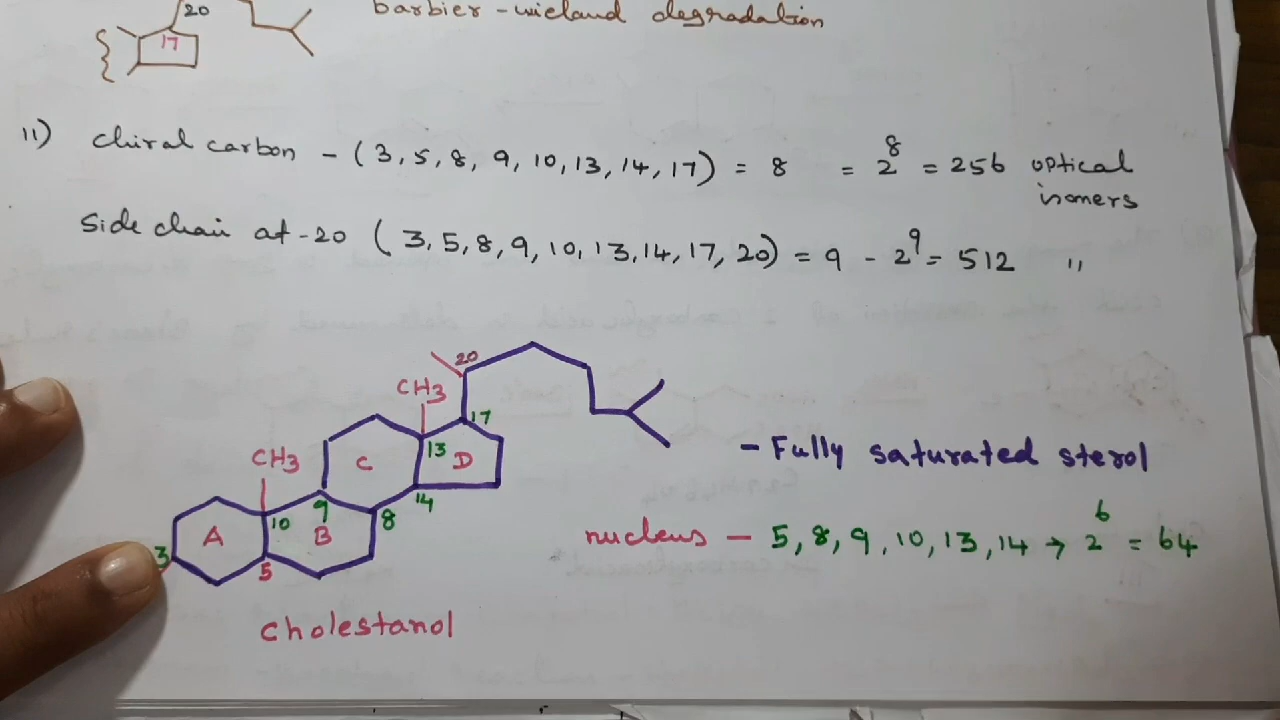 20
barbier-wieland degradation
17
11) chiral carbon - (3,5,8,9,10,13,14,17) = 8 = 2^8 = 256 optical
isomers
Side chain at -20 (3,5,8,9,10,13,14,17,20) = 9 - 2^9 = 512 "
20
CH3
17
13
D
C
CH3
14
9
8
10
A
B
3
5
- Fully saturated sterol
nucleus - 5,8,9,10,13,14 → 2^6 = 64
cholestanol